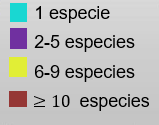 1 especie
2-5 especies
6-9 especies
≥ 10 especies